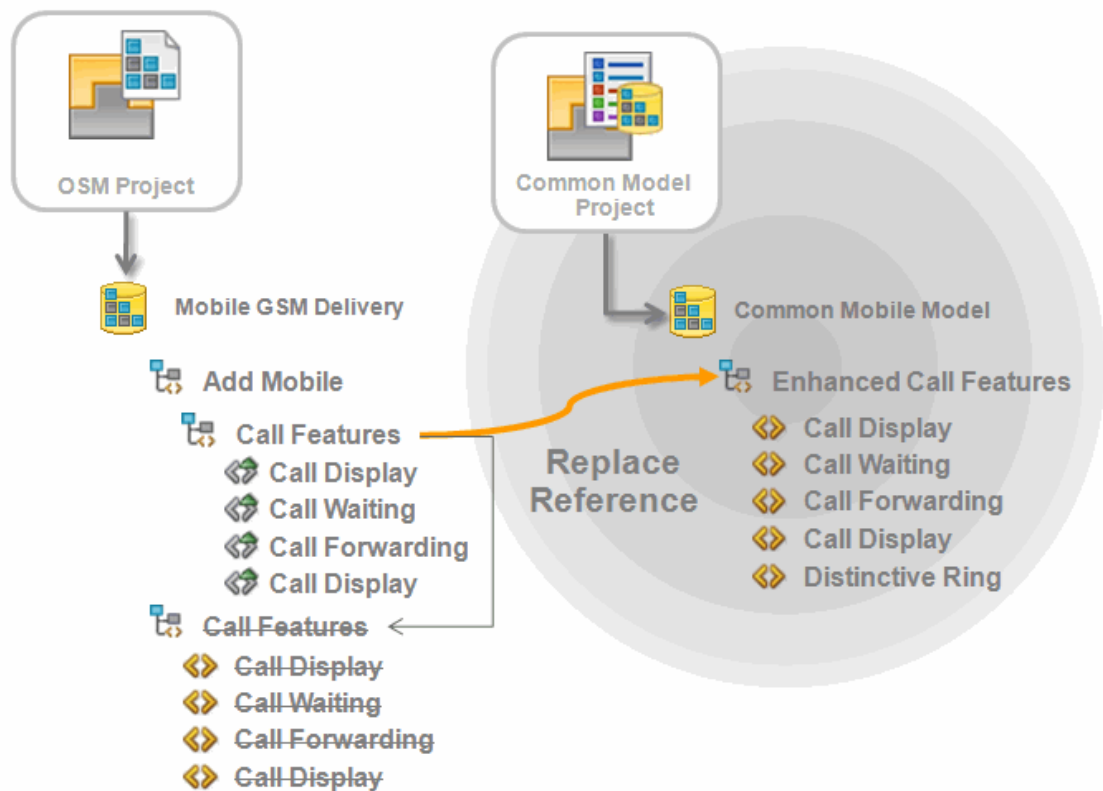 OSM Project
Mobile GSM Delivery
Add Mobile
Call Features
Call Display
Call Waiting
Call Forwarding
Call Display
Call Features
Call Display
Call Waiting
Call Forwarding
Call Display
Replace
Reference
Common Model
Project
Common Mobile Model
Enhanced Call Features
Call Display
Call Waiting
Call Forwarding
Call Display
Distinctive Ring